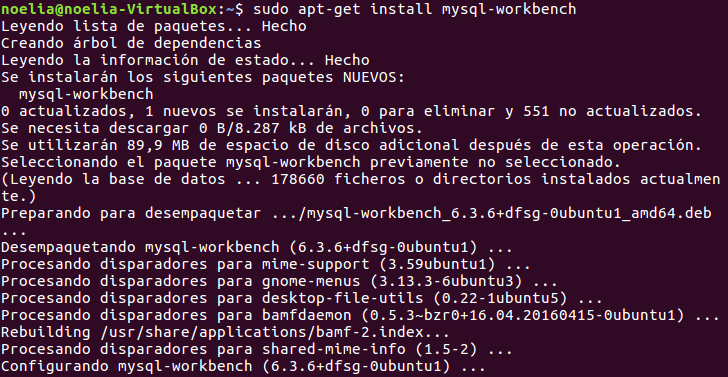 noelia@noelia-VirtualBox:~$ sudo apt-get install mysql-workbench
Leyendo lista de paquetes... Hecho
Creando árbol de dependencias
Leyendo la información de estado... Hecho
Se instalarán los siguientes paquetes NUEVOS:
  mysql-workbench
0 actualizados, 1 nuevos se instalarán, 0 para eliminar y 551 no actualizados.
Se necesita descargar 0 B/8.287 kB de archivos.
Se utilizarán 89,9 MB de espacio de disco adicional después de esta operación.
Seleccionando el paquete mysql-workbench previamente no seleccionado.
(Leyendo la base de datos ... 178660 ficheros o directorios instalados actualmen
te.)
Preparando para desempaquetar .../mysql-workbench_6.3.6+dfsg-0ubuntu1_amd64.deb
...
Desempaquetando mysql-workbench (6.3.6+dfsg-0ubuntu1) ...
Procesando disparadores para mime-support (3.59ubuntu1) ...
Procesando disparadores para gnome-menus (3.13.3-6ubuntu3) ...
Procesando disparadores para desktop-file-utils (0.22-1ubuntu5) ...
Procesando disparadores para bamfdaemon (0.5.3~bzr0+16.04.20160415-0ubuntu1) ...
Rebuilding /usr/share/applications/bamf-2.index...
Procesando disparadores para shared-mime-info (1.5-2) ...
Configurando mysql-workbench (6.3.6+dfsg-0ubuntu1) ...